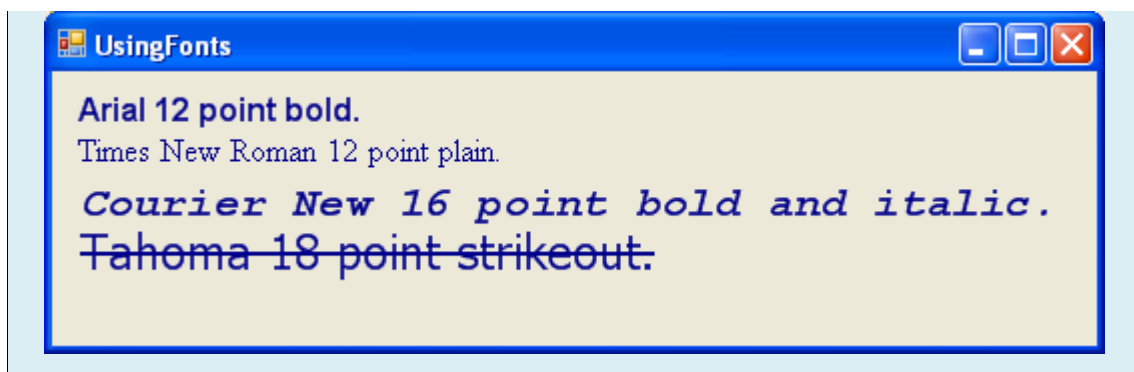 UsingFonts
Arial 12 point bold.
Times New Roman 12 point plain.
Courier New 16 point bold and italic.
Tahoma 18 point strikeout.